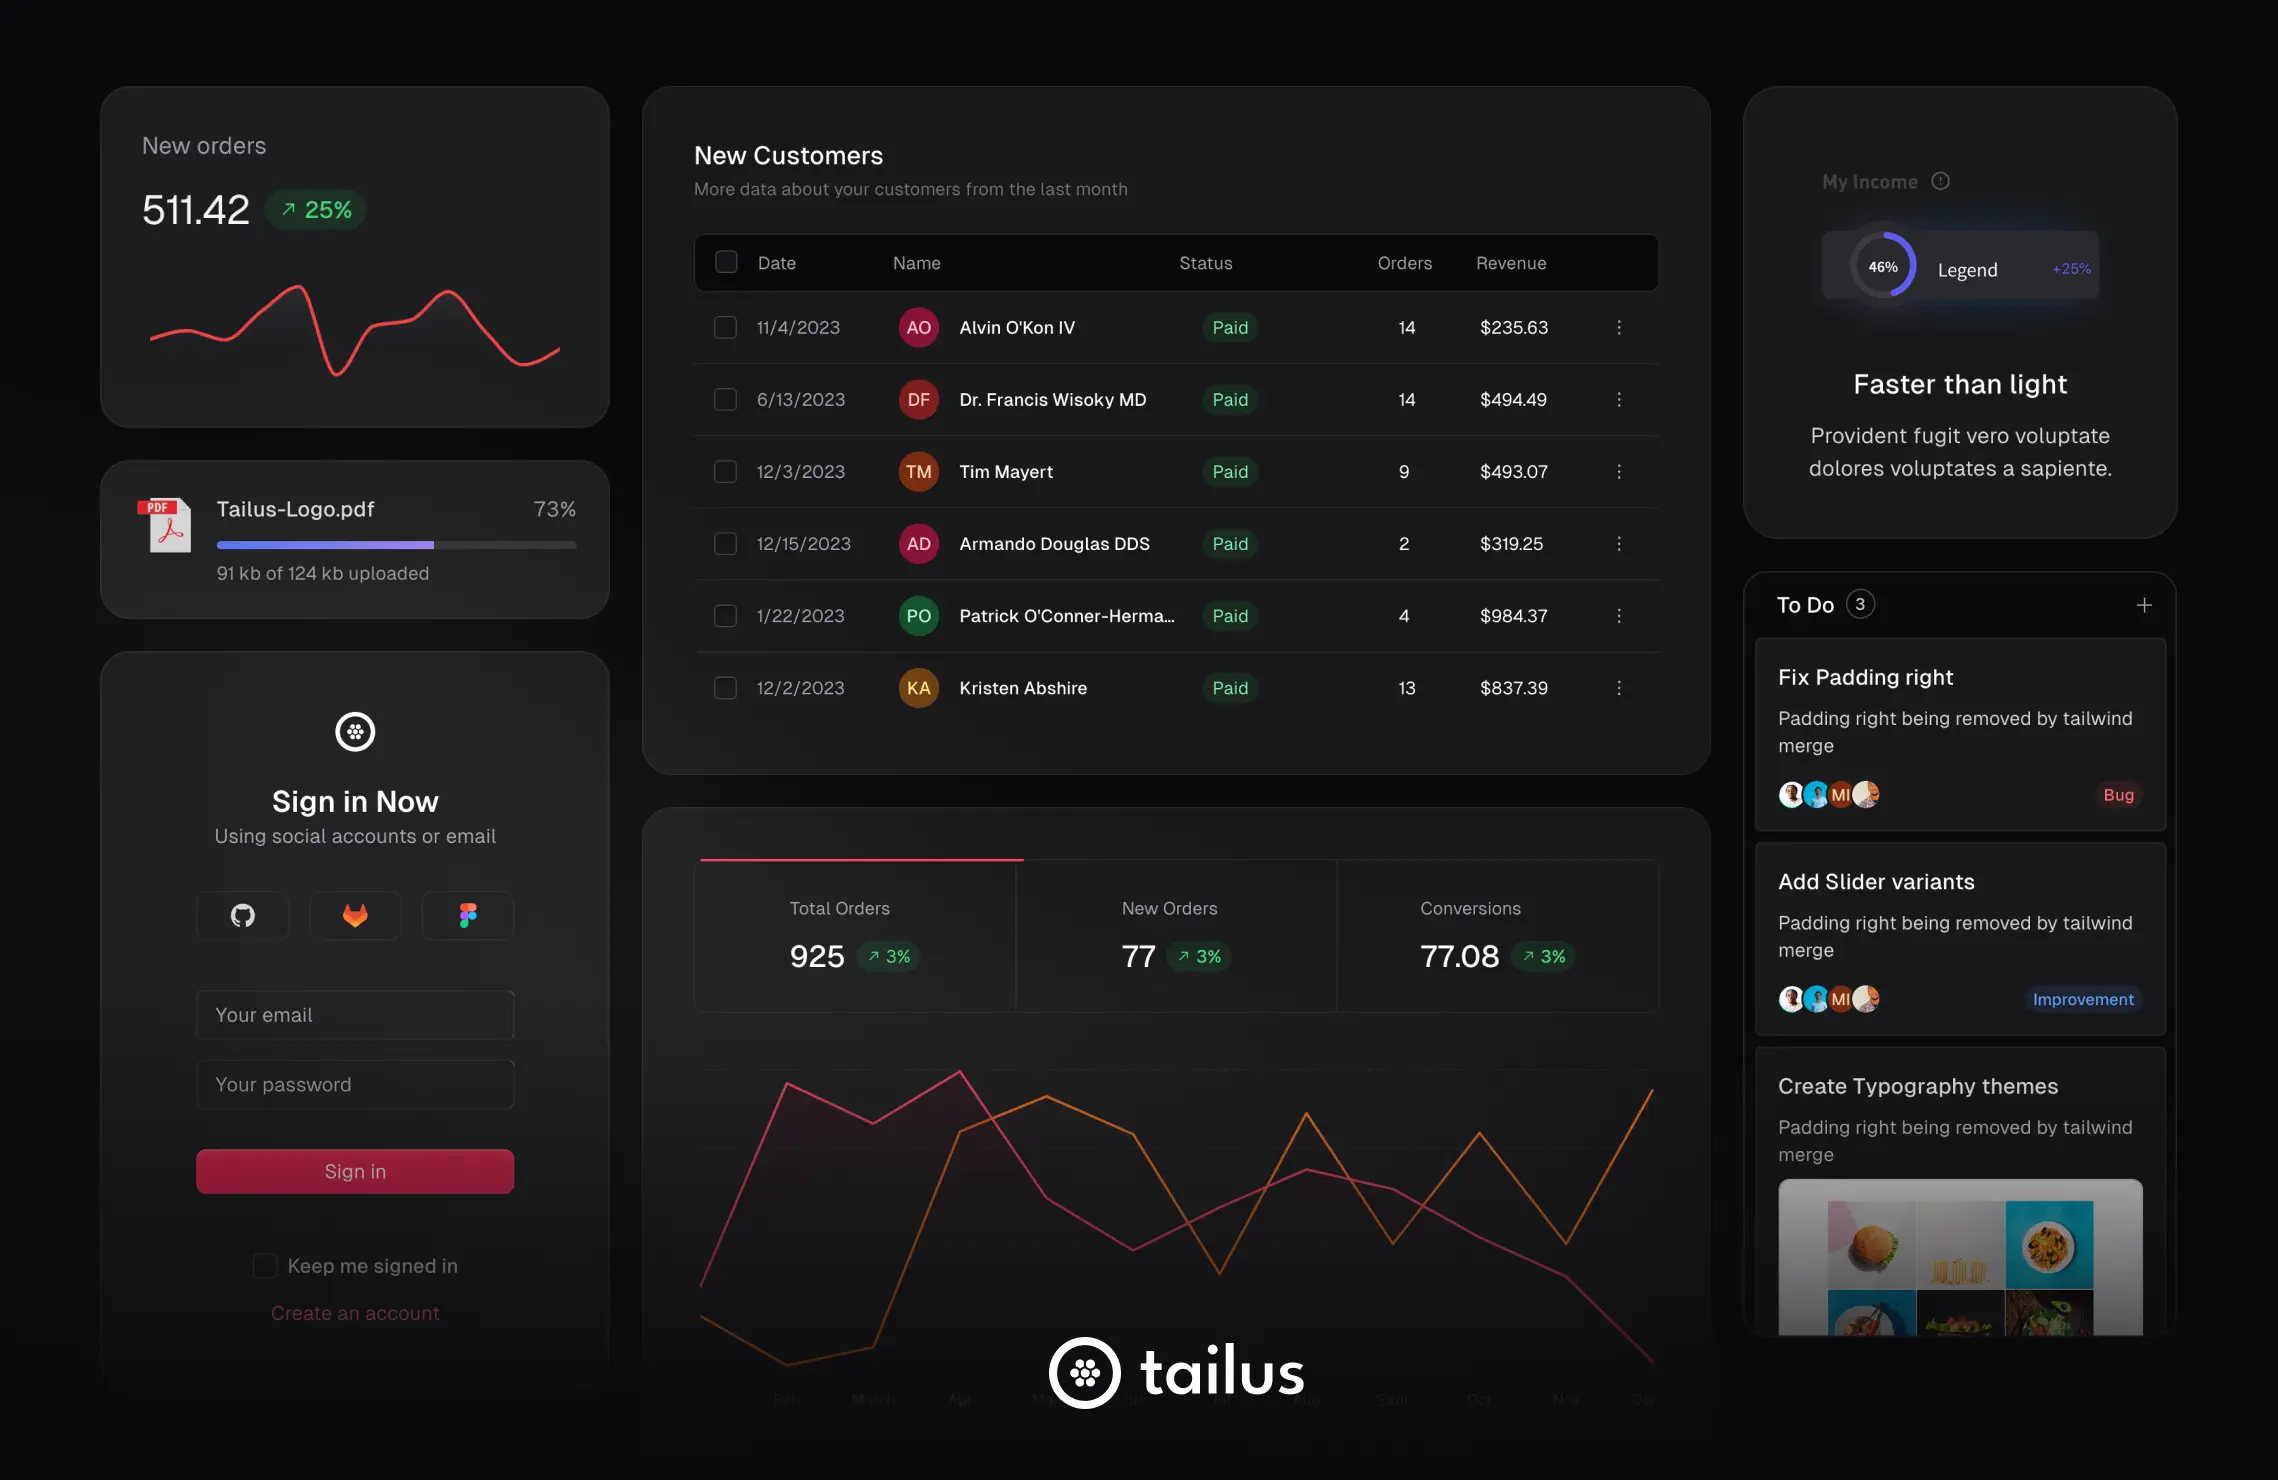 New orders
511.42
25%
PDF
Tailus-Logo.pdf
73%
91 kb of 124 kb uploaded
Sign in Now
Using social accounts or email
Your email
Your password
Sign in
Keep me signed in
Create an account
New Customers
More data about your customers from the last month
Date Name Status Orders Revenue
11/4/2023 AO Alvin O'Kon IV Paid 14 $235.63
6/13/2023 DF Dr. Francis Wisoky MD Paid 14 $494.49
12/3/2023 TM Tim Mayert Paid 9 $493.07
12/15/2023 AD Armando Douglas DDS Paid 2 $319.25
1/22/2023 PO Patrick O'Conner-Herma... Paid 4 $984.37
12/2/2023 KA Kristen Abshire Paid 13 $837.39
Total Orders
925 3%
New Orders
77 3%
Conversions
77.08 3%
Feb March Apr Aug Sept Oct Nov Dec
tailus
My Income
46% Legend +25%
Faster than light
Provident fugit vero voluptate
dolores voluptates a sapiente.
To Do 3
Fix Padding right
Padding right being removed by tailwind
merge
MI
Bug
Add Slider variants
Padding right being removed by tailwind
merge
MI
Improvement
Create Typography themes
Padding right being removed by tailwind
merge